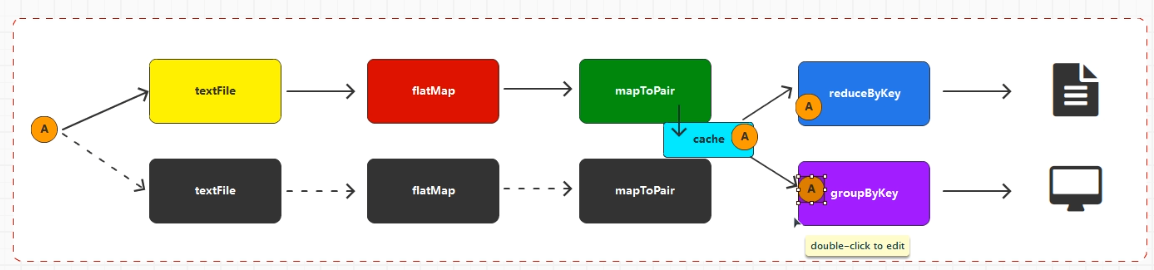 textFile
flatMap
mapToPair
reduceByKey
A
A
cache
A
textFile
flatMap
mapToPair
A
groupByKey
double-click to edit